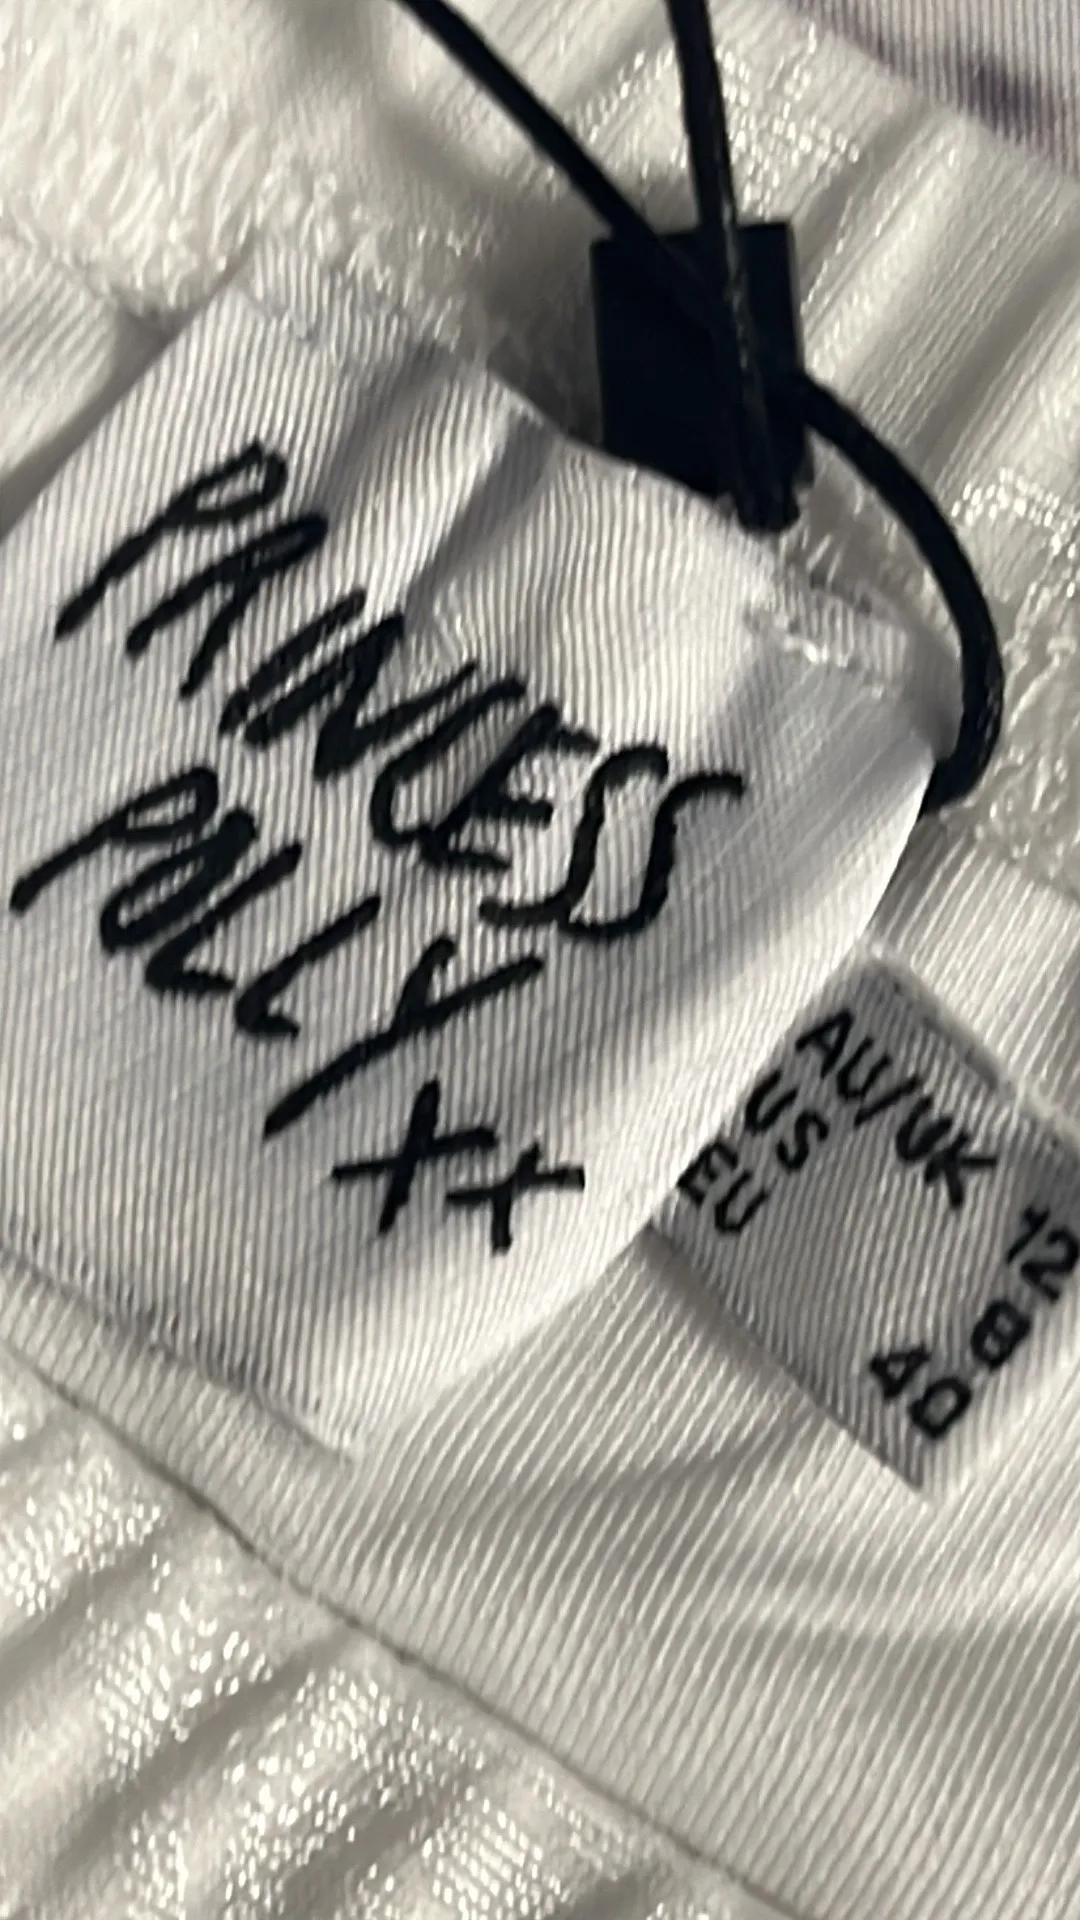 PRINCESS
POLLY
xx
AU/UK 12
US 8
EU 40